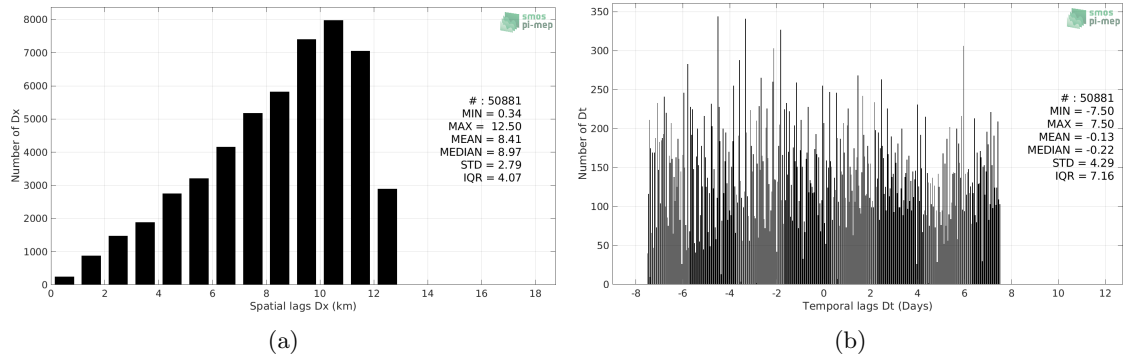 8000
7000
6000
5000
4000
3000
2000
1000
0
Number of Dx
0 2 4 6 8 10 12 14 16 18
Spatial lags Dx (km)
smos
pi-mep
# : 50881
MIN = 0.34
MAX = 12.50
MEAN = 8.41
MEDIAN = 8.97
STD = 2.79
IQR = 4.07
(a)
350
300
250
200
150
100
50
0
Number of Dt
-8 -6 -4 -2 0 2 4 6 8 10 12
Temporal lags Dt (Days)
smos
pi-mep
# : 50881
MIN = -7.50
MAX = 7.50
MEAN = -0.13
MEDIAN = -0.22
STD = 4.29
IQR = 7.16
(b)